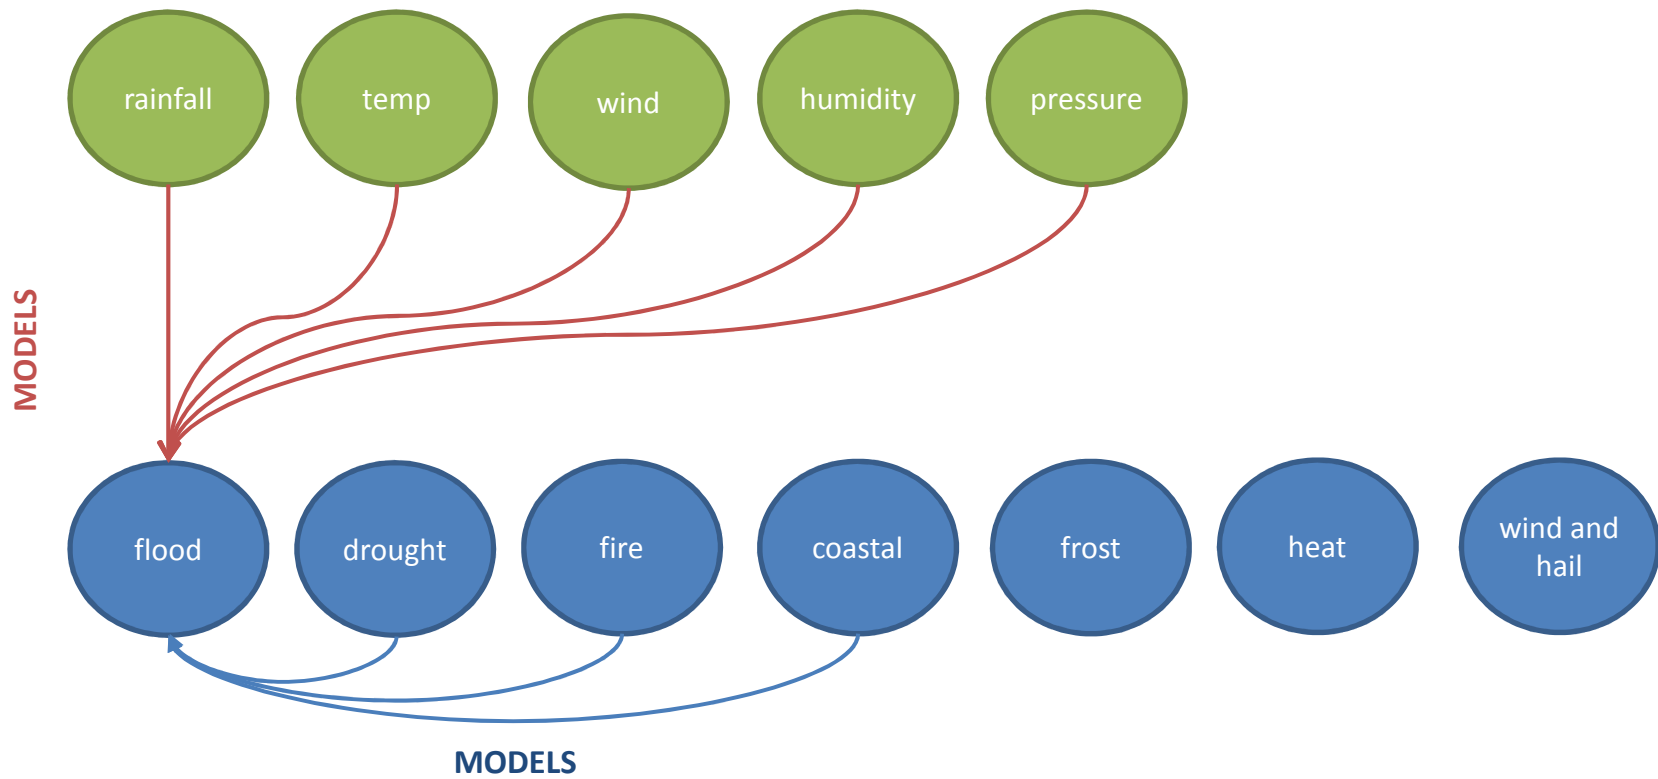 rainfall
temp
wind
humidity
pressure
MODELS
flood
drought
fire
coastal
frost
heat
wind and
hail
MODELS